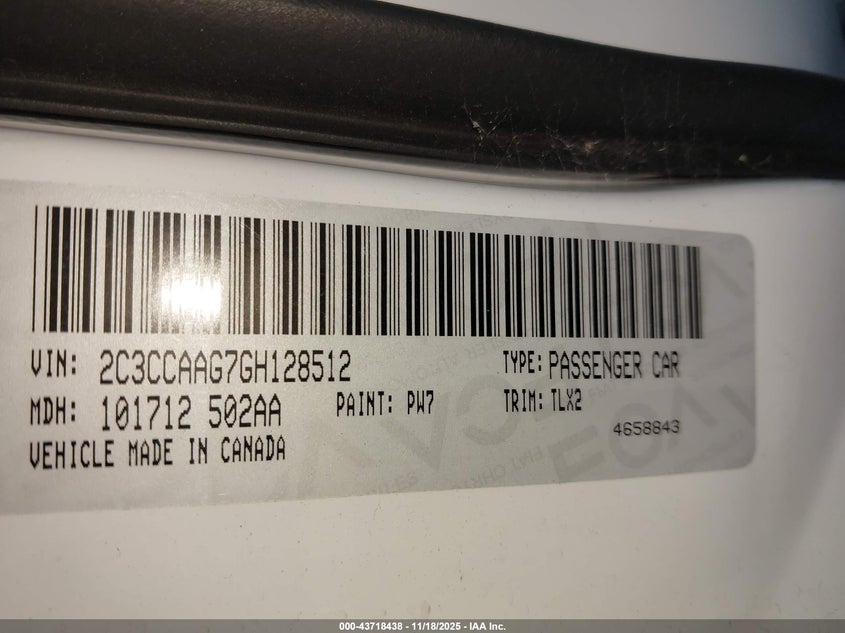 VIN: 2C3CCAAG7GH128512 TYPE: PASSENGER CAR
MDH: 101712 502AA PAINT: PW7 TRIM: TLX2
4658843
VEHICLE MADE IN CANADA
000-43718438 - 11/18/2025 - IAA Inc.